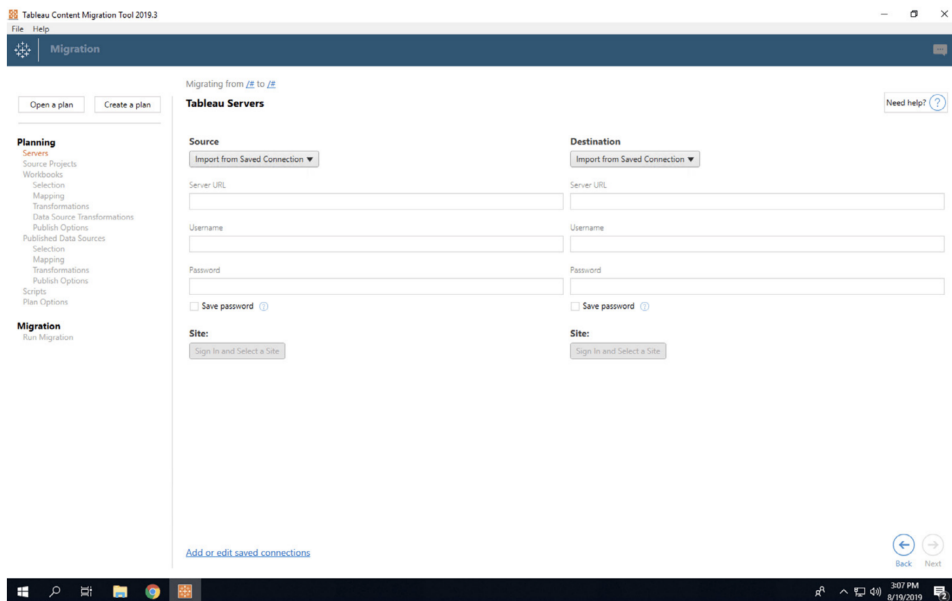 Tableau Content Migration Tool 2019.3
File Help
Migration
Open a plan Create a plan
Planning
Servers
Source Projects
Workbooks
Selection
Mapping
Transformations
Data Source Transformations
Publish Options
Published Data Sources
Selection
Mapping
Transformations
Publish Options
Scripts
Plan Options
Migration
Run Migration
Migrating from /# to /#
Tableau Servers
Need help? ?
Source
Import from Saved Connection ▼
Server URL
Username
Password
Save password ?
Site:
Sign In and Select a Site
Destination
Import from Saved Connection ▼
Server URL
Username
Password
Save password ?
Site:
Sign In and Select a Site
Add or edit saved connections
Back Next
3:07 PM
8/19/2019
2